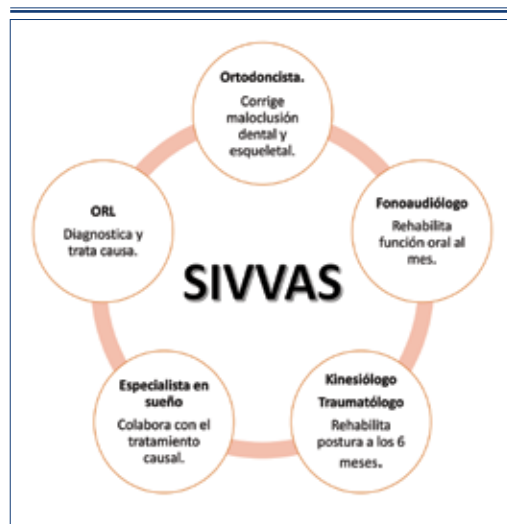 Ortodoncista.
Corrige
maloclusión
dental y
esqueletal.
Fonoaudiólogo
Rehabilita
función oral al
mes.
Kinesiólogo
Traumatólogo
Rehabilita
postura a los 6
meses.
Especialista en
sueño
Colabora con el
tratamiento
causal.
ORL
Diagnostica y
trata causa.
SIVVAS